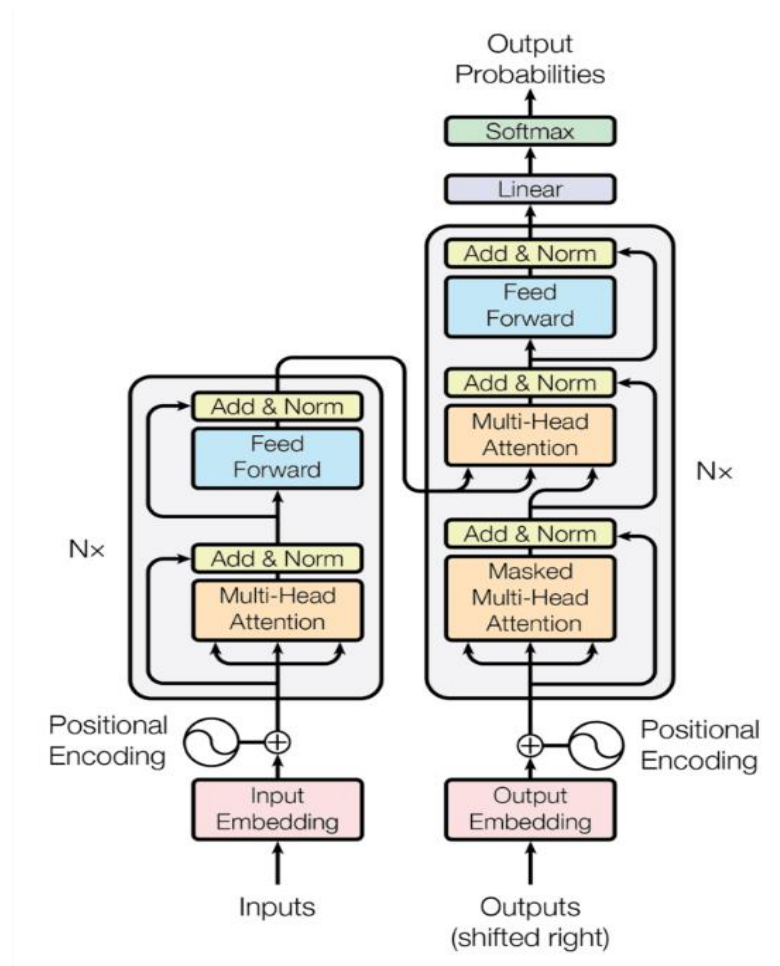 Output
Probabilities
Softmax
Linear
Add & Norm
Feed
Forward
Add & Norm
Multi-Head
Attention
Add & Norm
Masked
Multi-Head
Attention
Nx
Add & Norm
Feed
Forward
Add & Norm
Multi-Head
Attention
Nx
Positional
Encoding
Positional
Encoding
Input
Embedding
Output
Embedding
Inputs
Outputs
(shifted right)